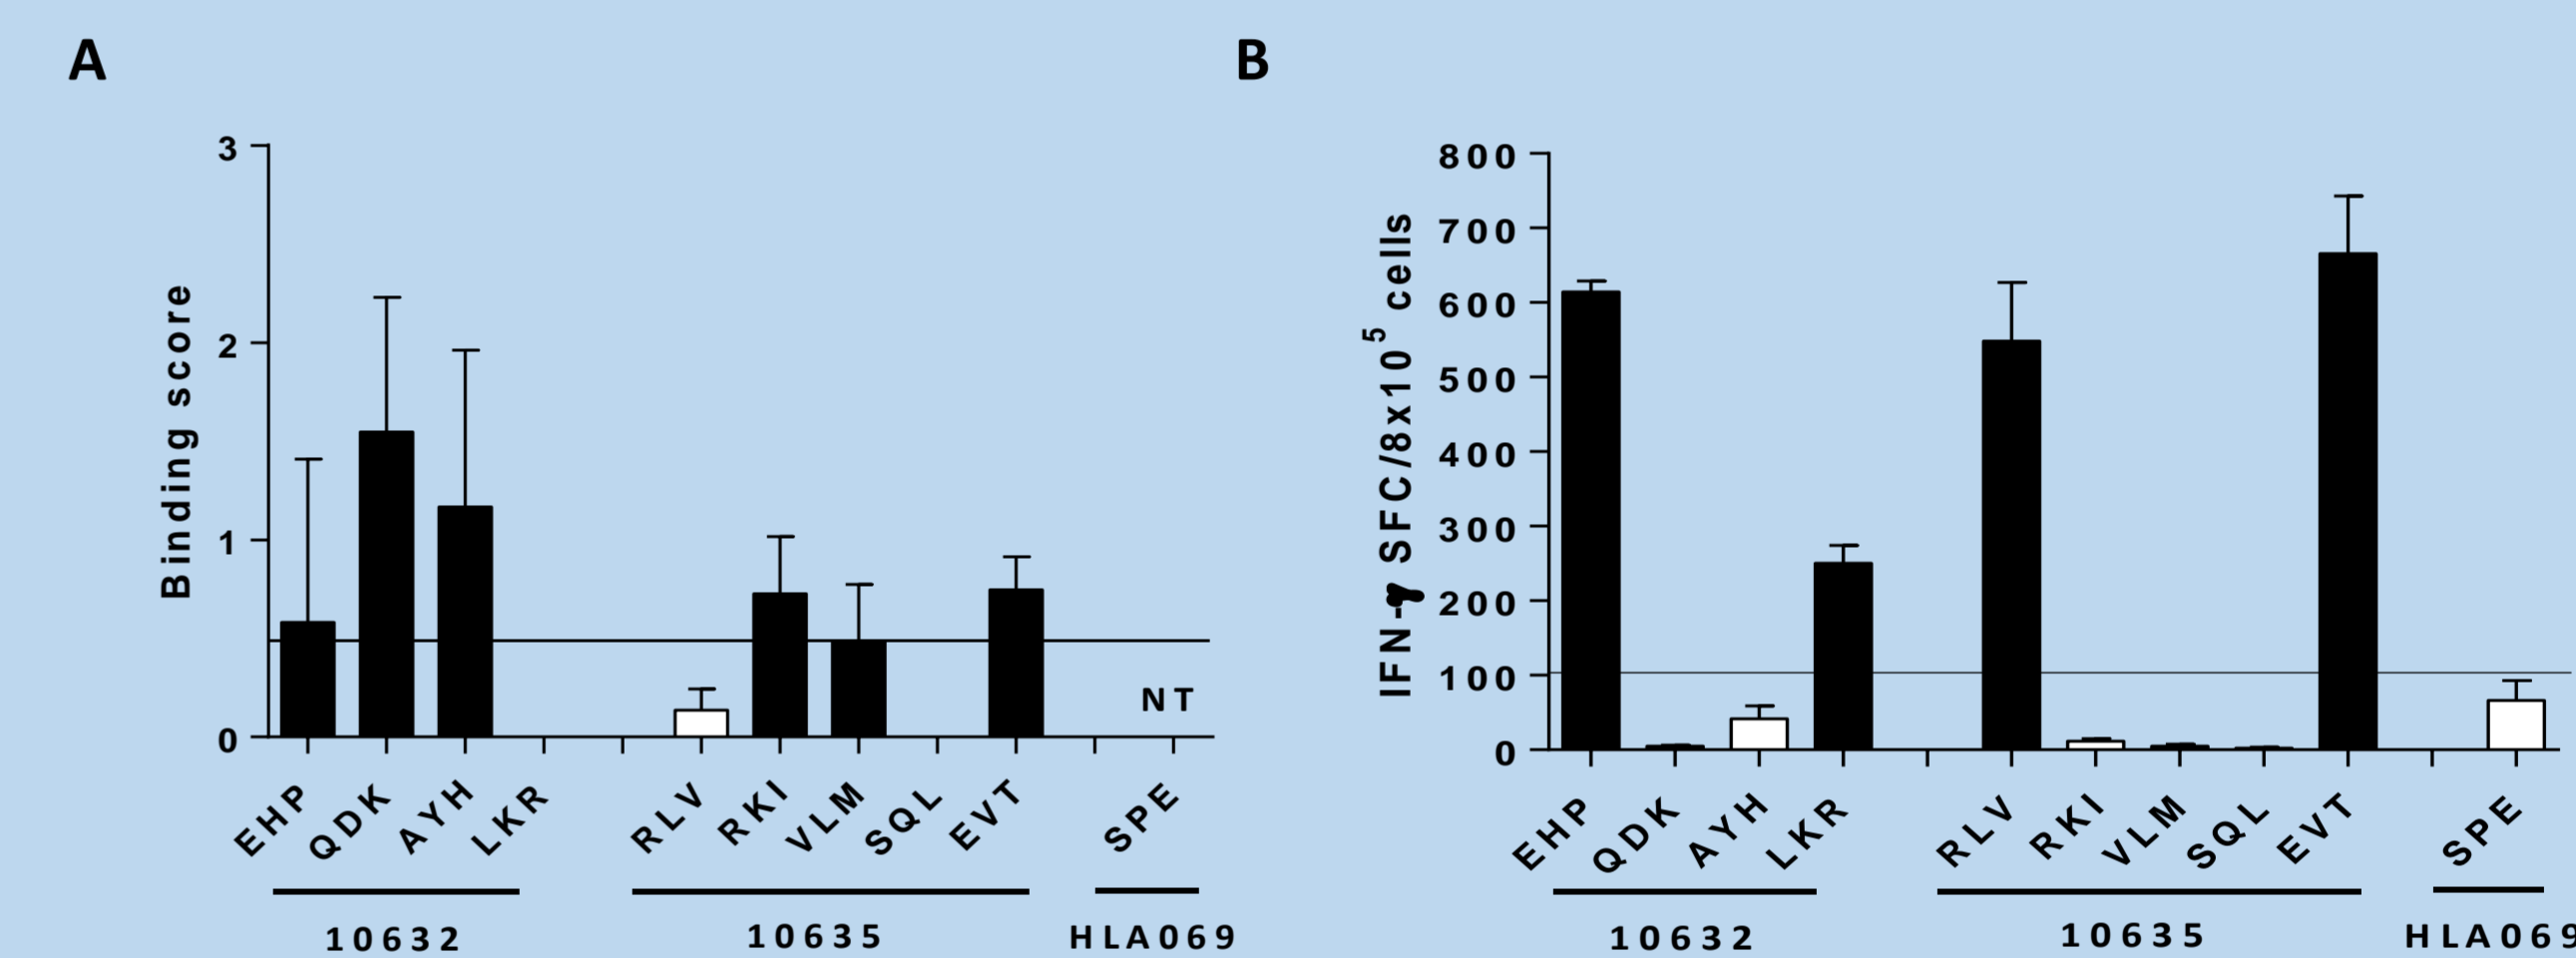 A
B
3
2
1
0
Binding score
NT
EHP
QDK
AYH
LKR
RLV
RKI
VLM
SQL
EVT
SPE
10632
10635
HLA069
800
700
600
500
400
300
200
100
0
IFN-γ SFC/8x10⁵ cells
EHP
QDK
AYH
LKR
RLV
RKI
VLM
SQL
EVT
SPE
10632
10635
HLA069